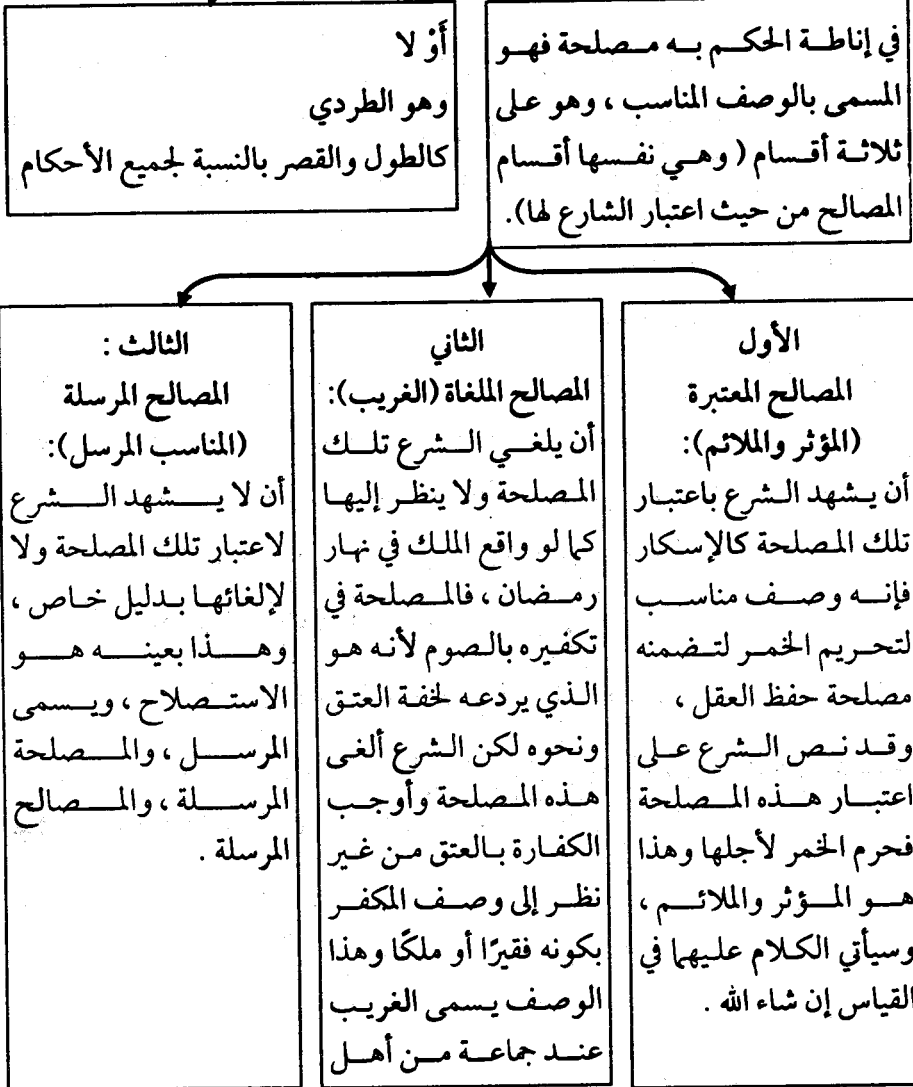 في إناطة الحكم به مصلحة فهو
المسمى بالوصف المناسب ، وهو على
ثلاثة أقسام ( وهي نفسها أقسام
المصالح من حيث اعتبار الشارع لها).
أَوْ لا
وهو الطردي
كالطول والقصر بالنسبة لجميع الأحكام
الأول
المصالح المعتبرة
(المؤثر والملائم):
أن يشهد الشرع باعتبار
تلك المصلحة كالإسكار
فإنه وصف مناسب
لتحريم الخمر لتضمنه
مصلحة حفظ العقل ،
وقد نص الشرع على
اعتبار هذه المصلحة
فحرم الخمر لأجلها وهذا
هو المؤثر والملائم ،
وسيأتي الكلام عليهما في
القياس إن شاء الله .
الثاني
المصالح الملغاة (الغريب):
أن يلغي الشرع تلك
المصلحة ولا ينظر إليها
كما لو واقع الملك في نهار
رمضان ، فالمصلحة في
تكفيره بالصوم لأنه هو
الذي يردعه لخفة العتق
ونحوه لكن الشرع ألغى
هذه المصلحة وأوجب
الكفارة بالعتق من غير
نظر إلى وصف المكفر
بكونه فقيرًا أو ملكًا وهذا
الوصف يسمى الغريب
عند جماعة من أهل
الثالث :
المصالح المرسلة
(المناسب المرسل):
أن لا يشهد الشرع
لاعتبار تلك المصلحة ولا
لإلغائها بدليل خاص ،
وهذا بعينه هو
الاستصلاح ، ويسمى
المرسل ، والمصلحة
المرسلة ، والمصالح
المرسلة .